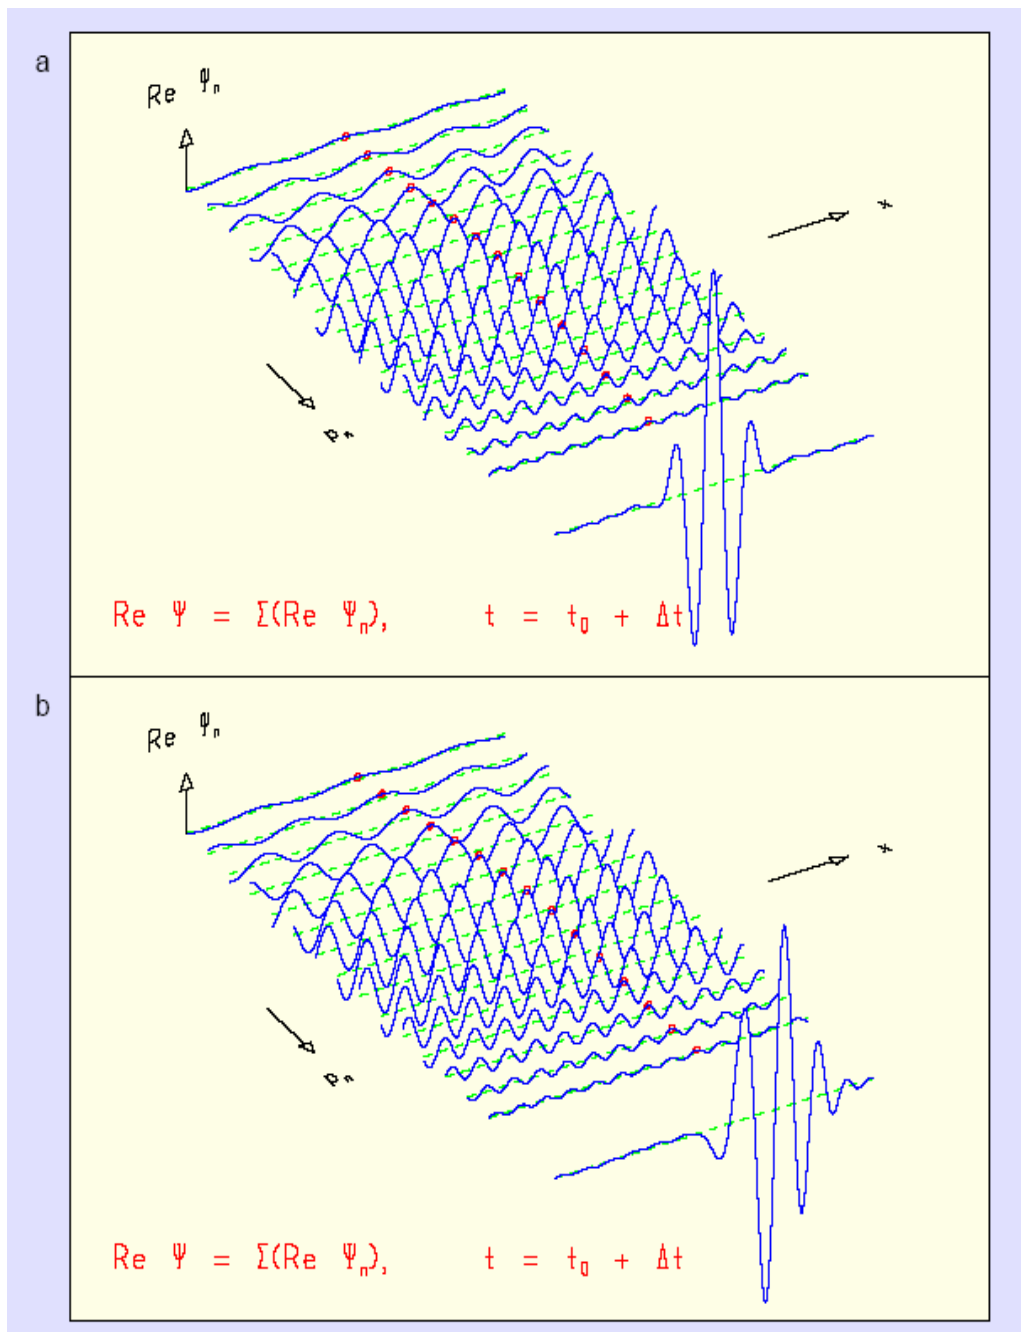 a
Re Ψₙ
x
pₙ
Re Ψ = Σ(Re Ψₙ), t = t₀ + Δt
b
Re Ψₙ
x
pₙ
Re Ψ = Σ(Re Ψₙ), t = t₀ + Δt